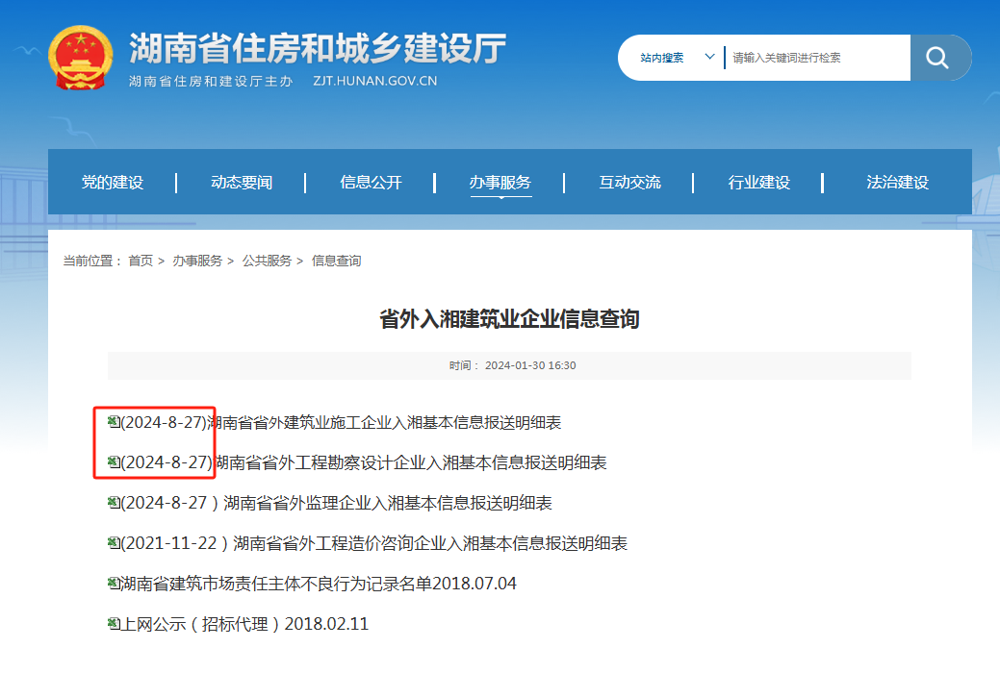 湖南省住房和城乡建设厅
湖南省住房和建设厅主办 ZJT.HUNAN.GOV.CN
站内搜索 请输入关键词进行检索
党的建设 动态要闻 信息公开 办事服务 互动交流 行业建设 法治建设
当前位置： 首页 > 办事服务 > 公共服务 > 信息查询
省外入湘建筑业企业信息查询
时间： 2024-01-30 16:30
(2024-8-27)湖南省省外建筑业施工企业入湘基本信息报送明细表
(2024-8-27)湖南省省外工程勘察设计企业入湘基本信息报送明细表
(2024-8-27）湖南省省外监理企业入湘基本信息报送明细表
(2021-11-22）湖南省省外工程造价咨询企业入湘基本信息报送明细表
湖南省建筑市场责任主体不良行为记录名单2018.07.04
上网公示（招标代理）2018.02.11